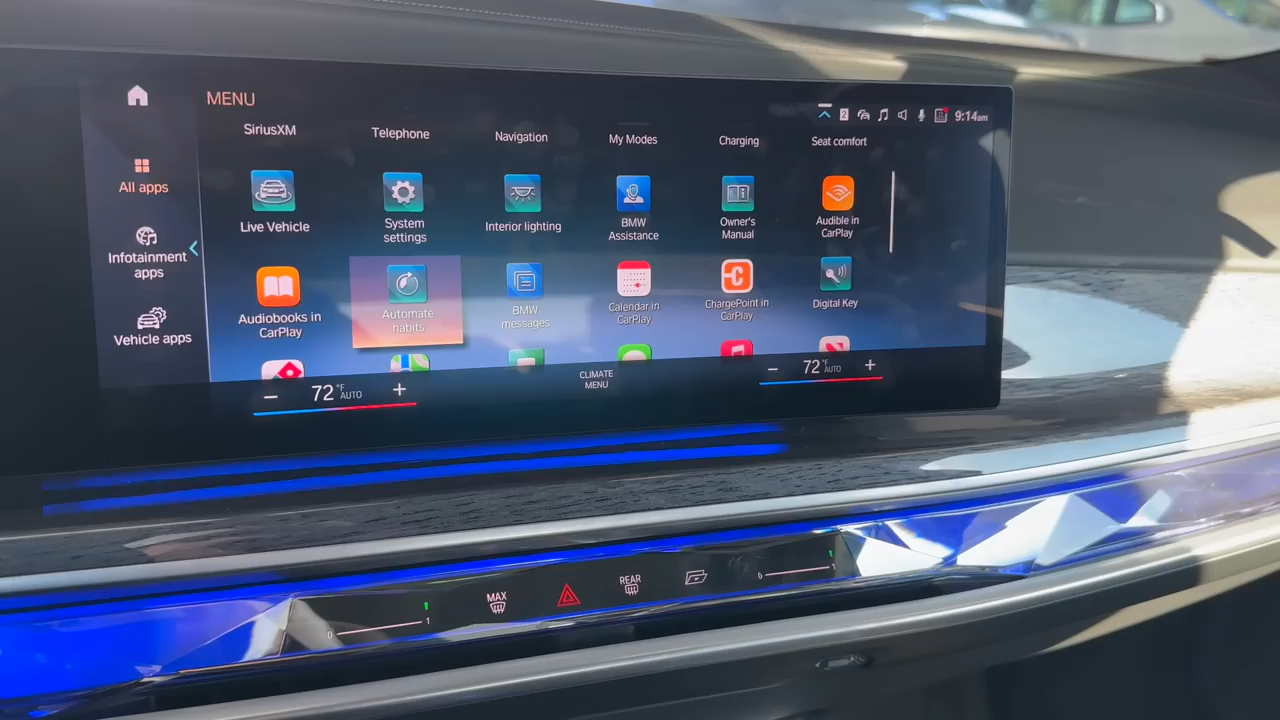 MENU
2
9:14am
SiriusXM
Telephone
Navigation
My Modes
Charging
Seat comfort
All apps
Live Vehicle
System
settings
Interior lighting
BMW
Assistance
Owner's
Manual
Audible in
CarPlay
Infotainment
apps
Audiobooks in
CarPlay
Automate
habits
BMW
messages
Calendar in
CarPlay
ChargePoint in
CarPlay
Digital Key
Vehicle apps
− 72 °F AUTO +
CLIMATE
MENU
− 72 °F AUTO +
0 1
MAX
REAR
0 1